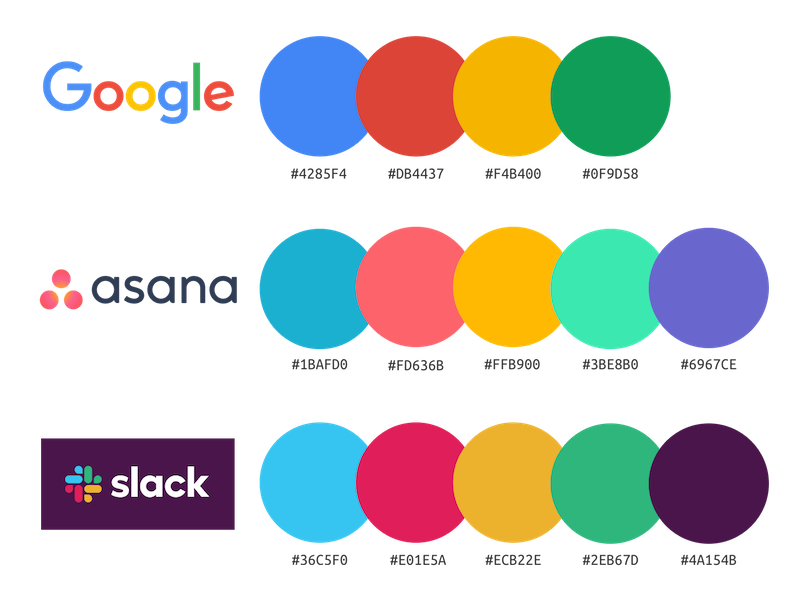 Google
#4285F4 #DB4437 #F4B400 #0F9D58
asana
#1BAFD0 #FD636B #FFB900 #3BE8B0 #6967CE
slack
#36C5F0 #E01E5A #ECB22E #2EB67D #4A154B